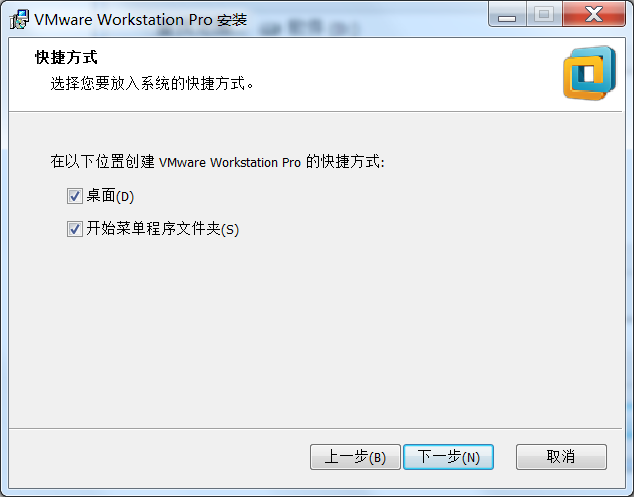 VMware Workstation Pro 安装
快捷方式
选择您要放入系统的快捷方式。
在以下位置创建 VMware Workstation Pro 的快捷方式:
桌面(D)
开始菜单程序文件夹(S)
上一步(B) 下一步(N) 取消